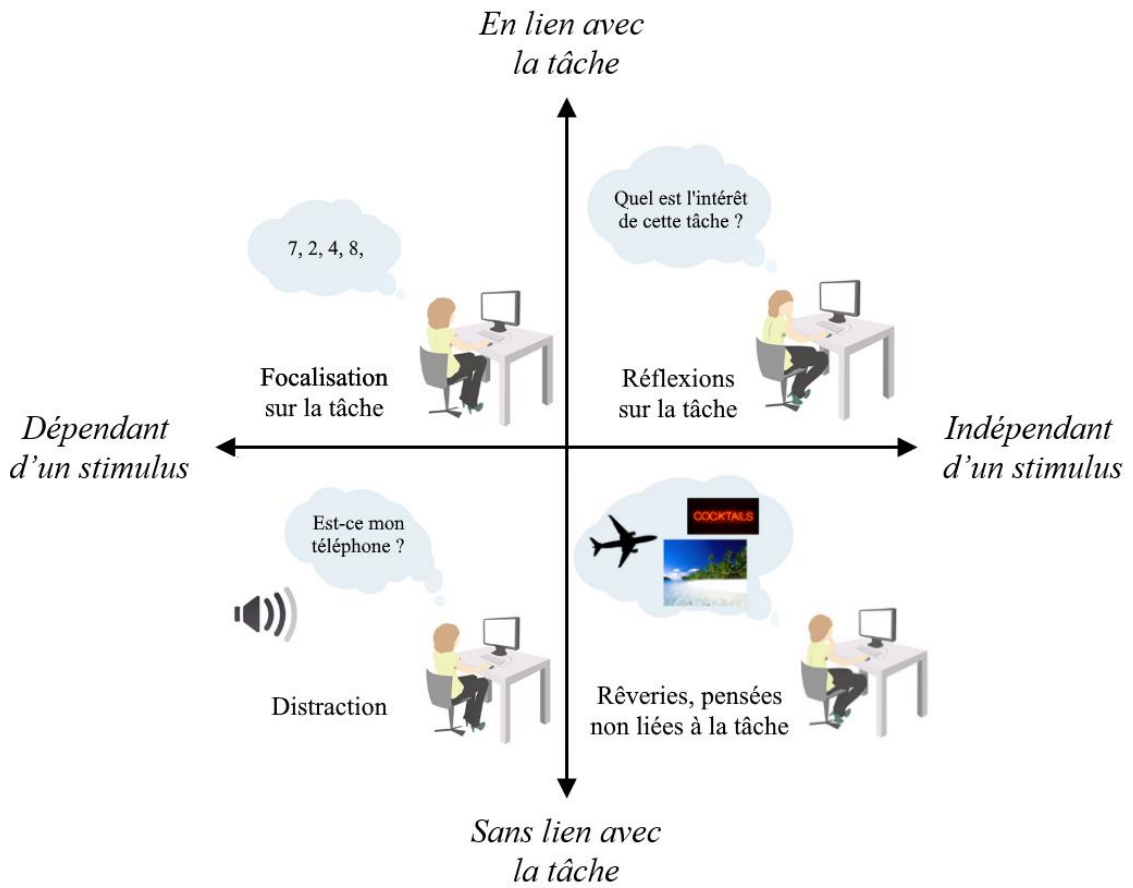 En lien avec
la tâche
Quel est l'intérêt
de cette tâche ?
7, 2, 4, 8,
Focalisation
sur la tâche
Réflexions
sur la tâche
Dépendant
d’un stimulus
Indépendant
d’un stimulus
Est-ce mon
téléphone ?
COCKTAILS
Distraction
Rêveries, pensées
non liées à la tâche
Sans lien avec
la tâche